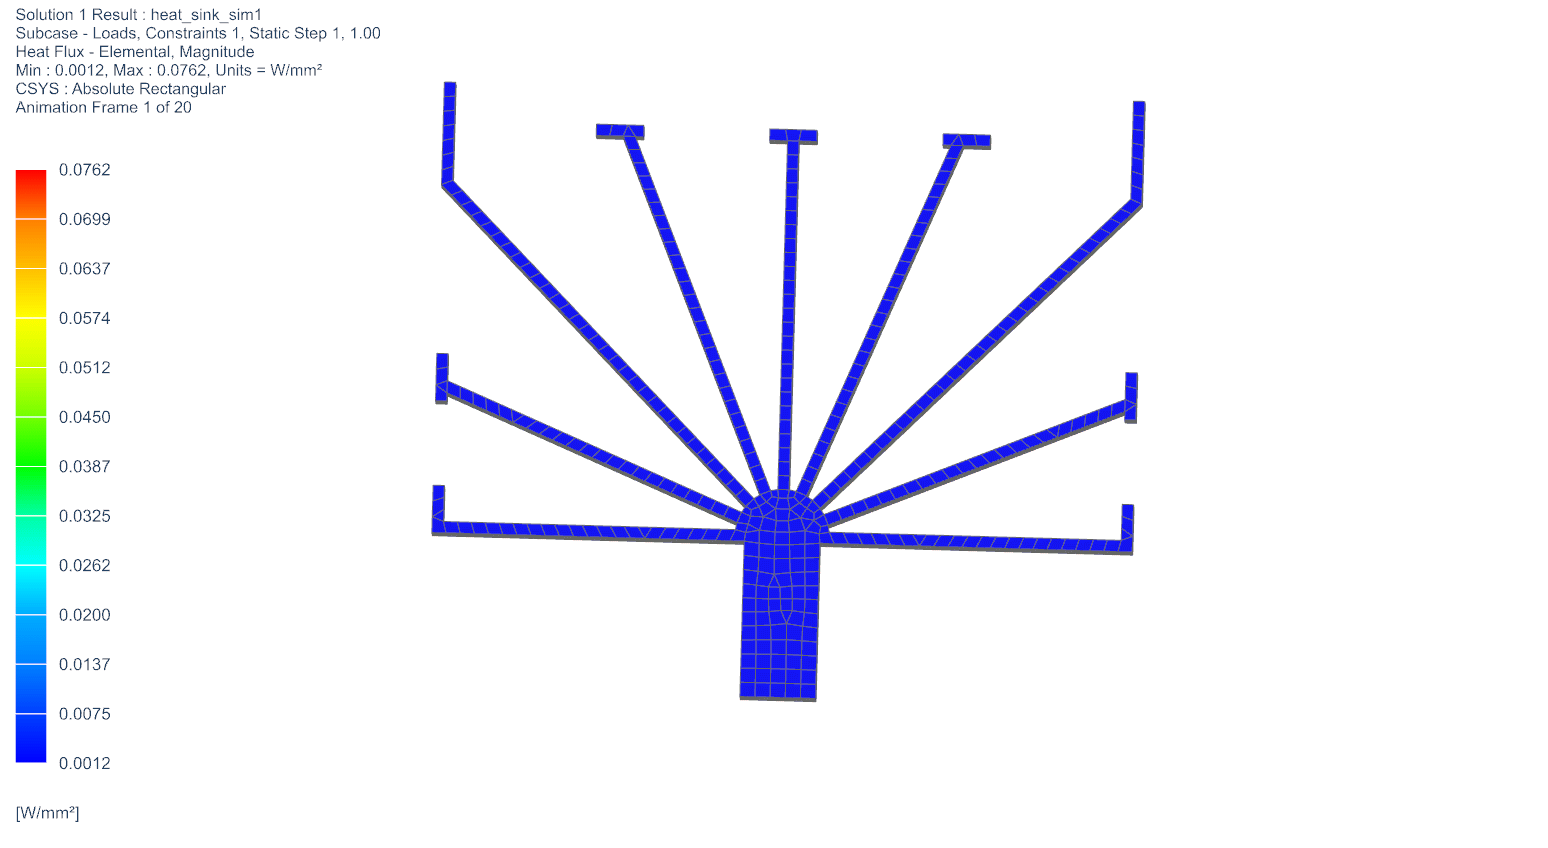 Solution 1 Result : heat_sink_sim1
Subcase - Loads, Constraints 1, Static Step 1, 1.00
Heat Flux - Elemental, Magnitude
Min : 0.0012, Max : 0.0762, Units = W/mm²
CSYS : Absolute Rectangular
Animation Frame 1 of 20
0.0762
0.0699
0.0637
0.0574
0.0512
0.0450
0.0387
0.0325
0.0262
0.0200
0.0137
0.0075
0.0012
[W/mm²]